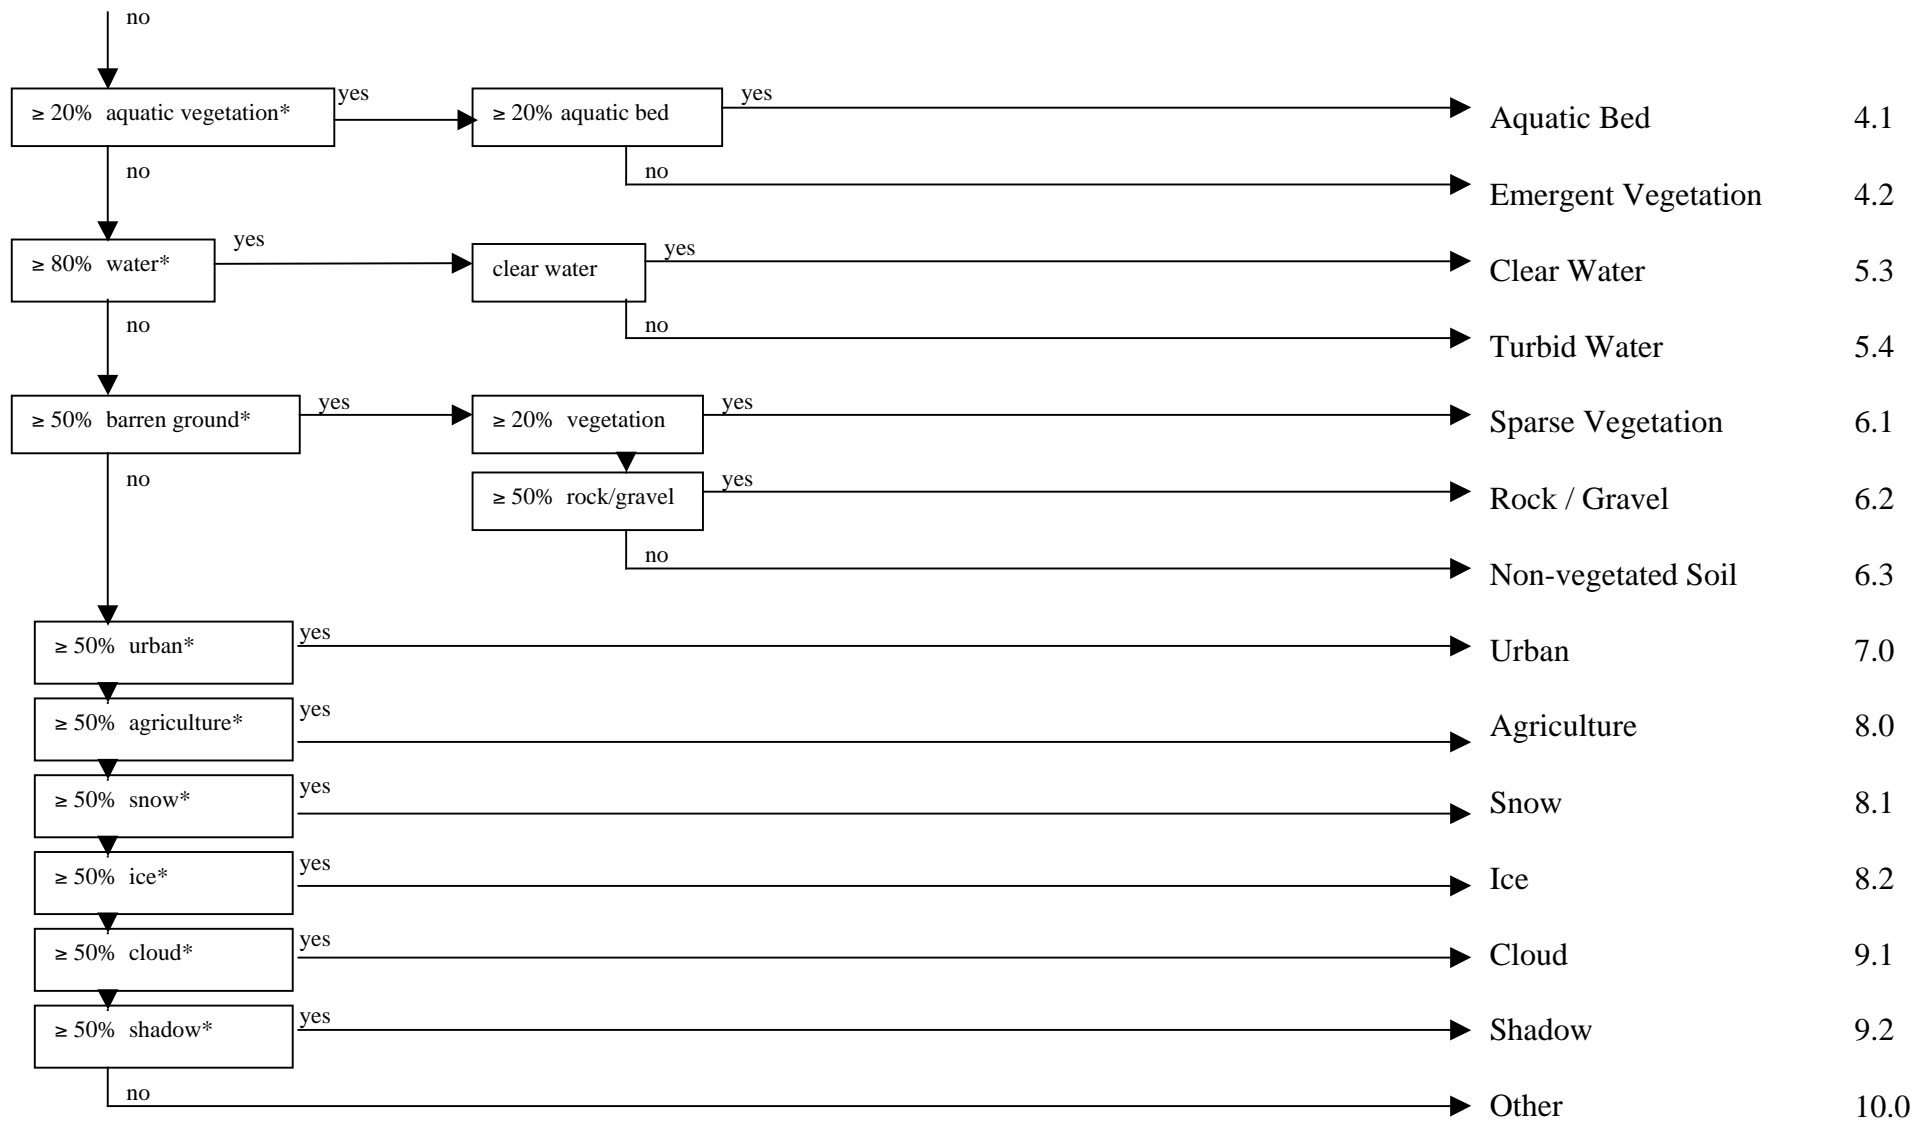 no
≥ 20% aquatic vegetation*
yes
≥ 20% aquatic bed
yes
Aquatic Bed 4.1
no
no
Emergent Vegetation 4.2
≥ 80% water*
yes
clear water
yes
Clear Water 5.3
no
no
Turbid Water 5.4
≥ 50% barren ground*
yes
≥ 20% vegetation
yes
Sparse Vegetation 6.1
no
≥ 50% rock/gravel
yes
Rock / Gravel 6.2
no
Non-vegetated Soil 6.3
≥ 50% urban*
yes
Urban 7.0
≥ 50% agriculture*
yes
Agriculture 8.0
≥ 50% snow*
yes
Snow 8.1
≥ 50% ice*
yes
Ice 8.2
≥ 50% cloud*
yes
Cloud 9.1
≥ 50% shadow*
yes
Shadow 9.2
no
Other 10.0